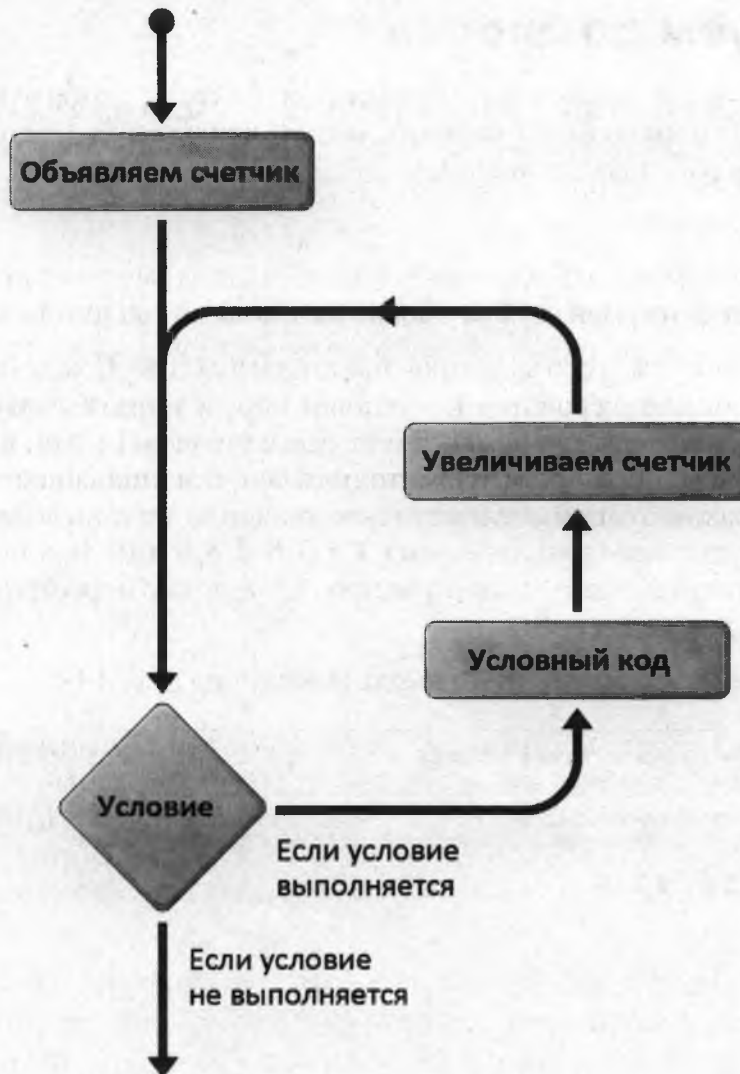 Объявляем счетчик
Увеличиваем счетчик
Условный код
Условие
Если условие
выполняется
Если условие
не выполняется